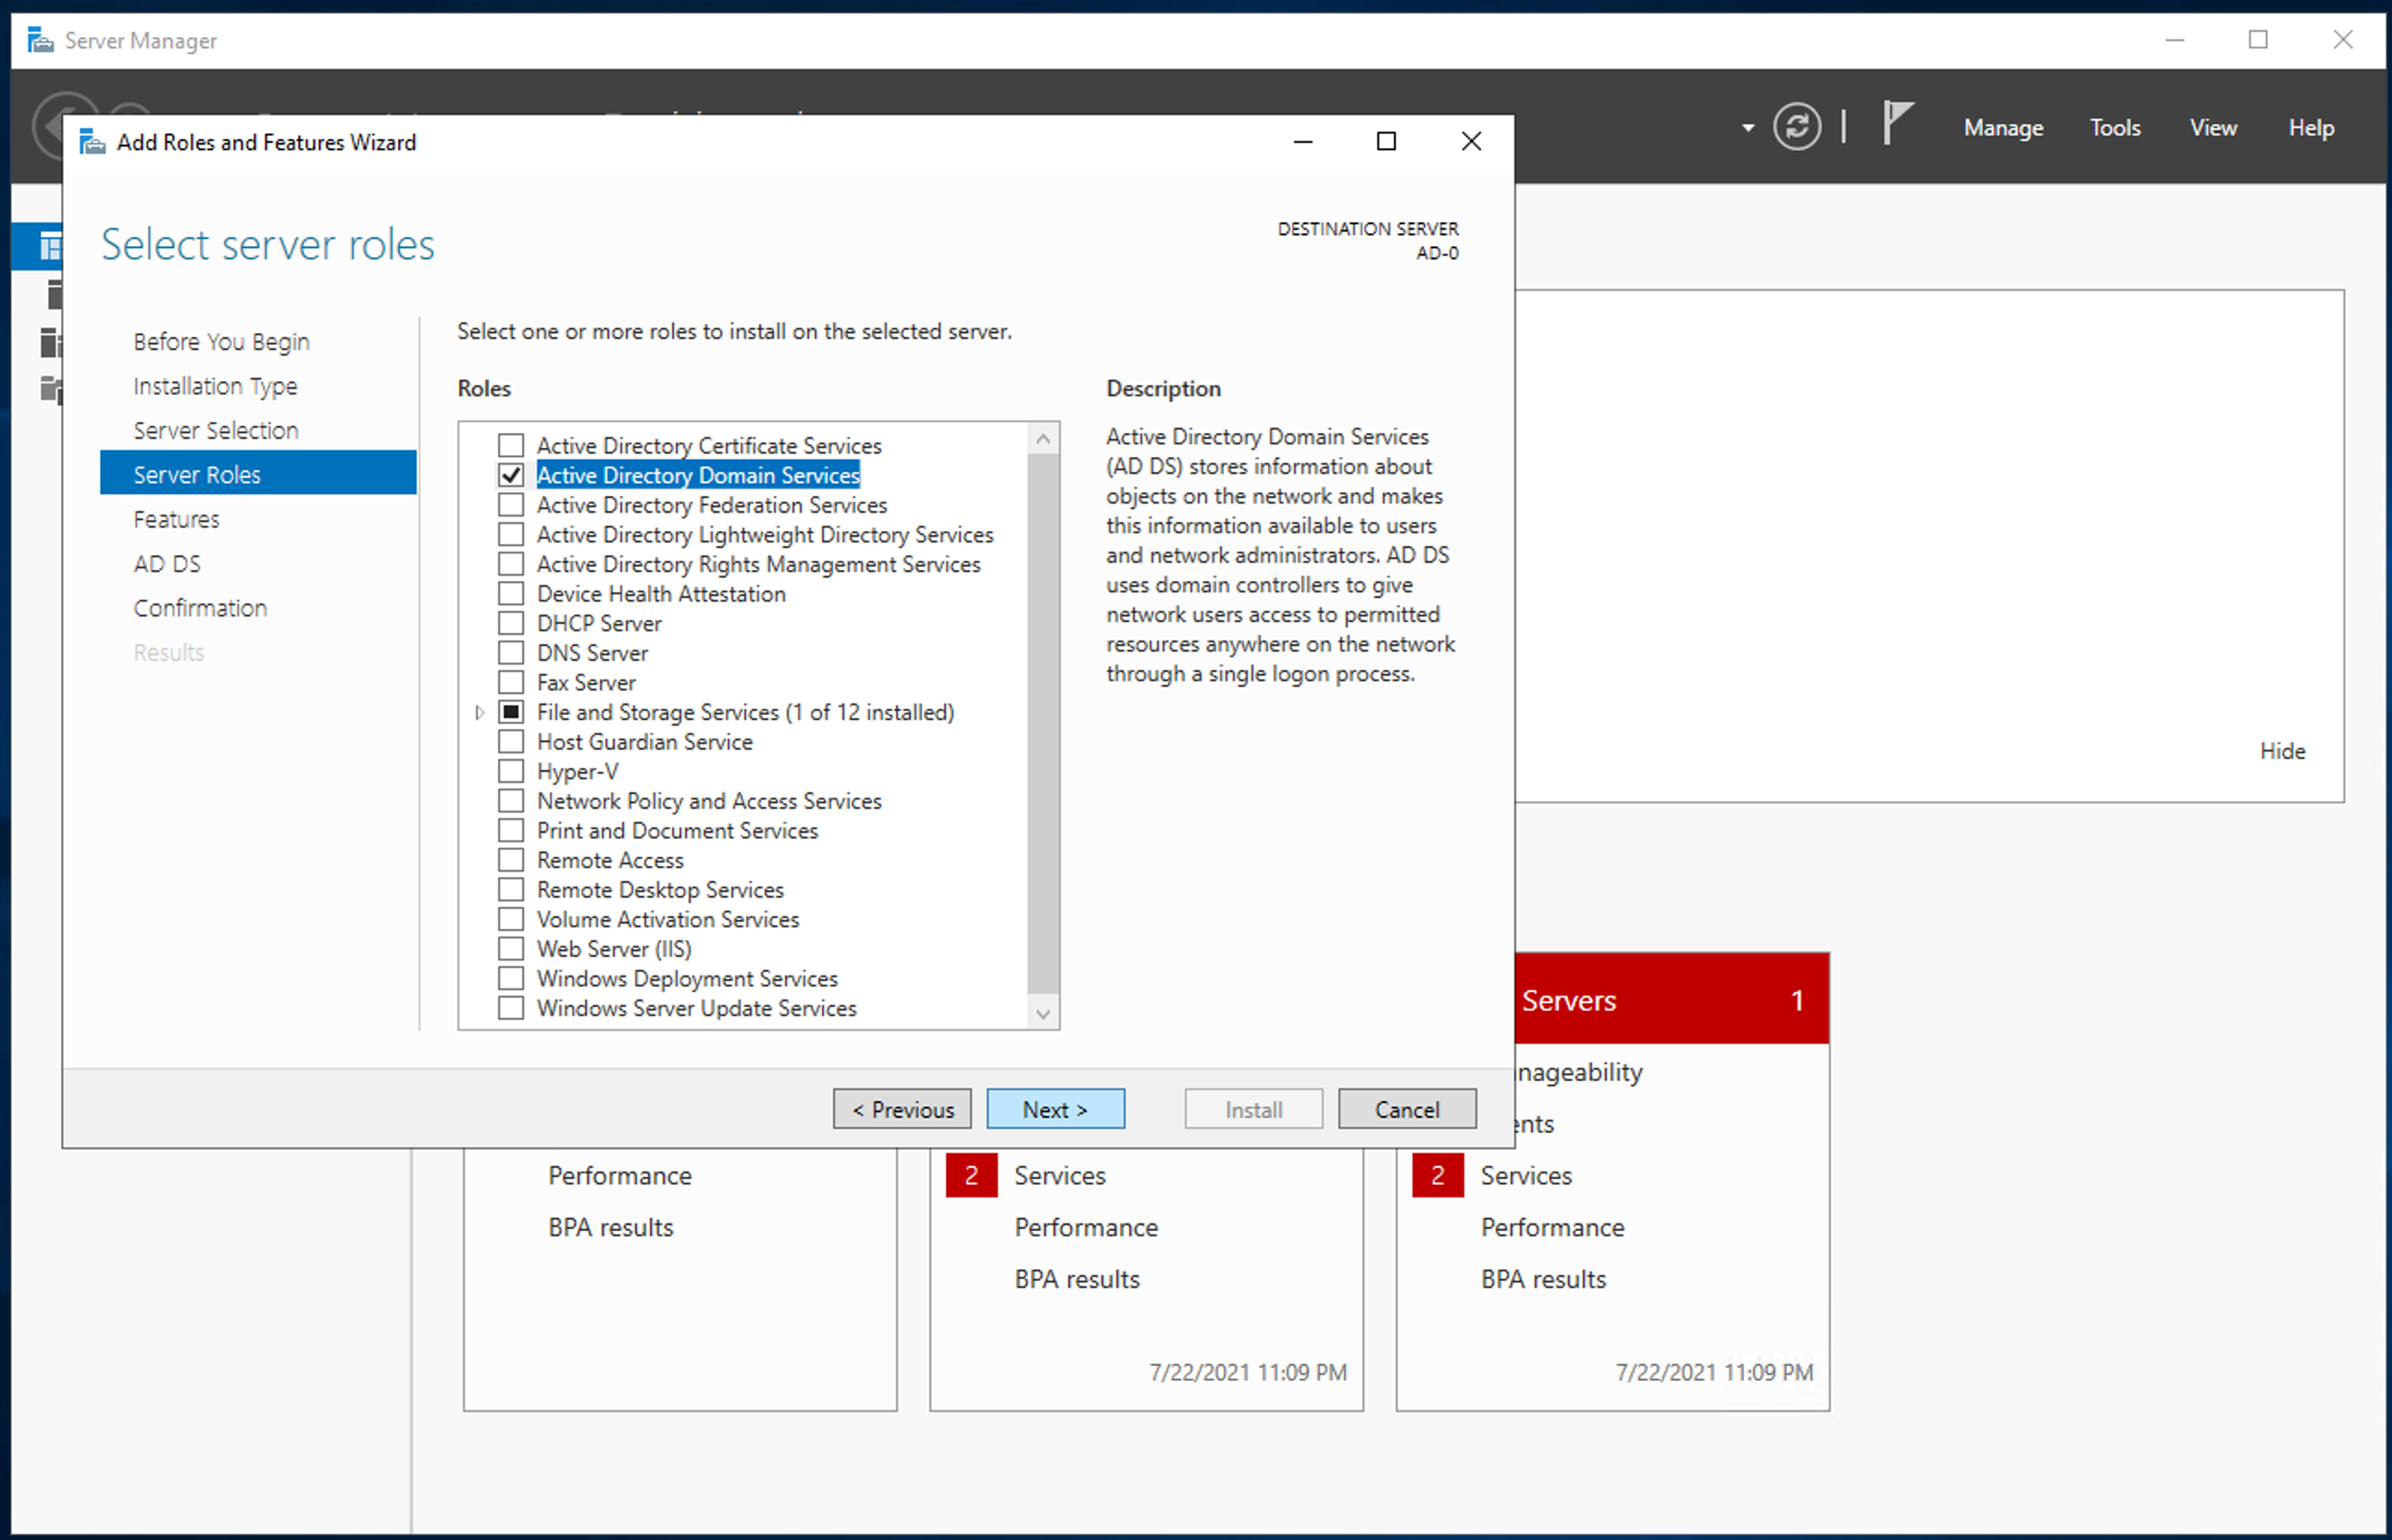 Server Manager
Manage
Tools
View
Help
Add Roles and Features Wizard
Select server roles
DESTINATION SERVER
AD-0
Before You Begin
Installation Type
Server Selection
Server Roles
Features
AD DS
Confirmation
Results
Select one or more roles to install on the selected server.
Roles
Active Directory Certificate Services
Active Directory Domain Services
Active Directory Federation Services
Active Directory Lightweight Directory Services
Active Directory Rights Management Services
Device Health Attestation
DHCP Server
DNS Server
Fax Server
File and Storage Services (1 of 12 installed)
Host Guardian Service
Hyper-V
Network Policy and Access Services
Print and Document Services
Remote Access
Remote Desktop Services
Volume Activation Services
Web Server (IIS)
Windows Deployment Services
Windows Server Update Services
Description
Active Directory Domain Services
(AD DS) stores information about
objects on the network and makes
this information available to users
and network administrators. AD DS
uses domain controllers to give
network users access to permitted
resources anywhere on the network
through a single logon process.
< Previous
Next >
Install
Cancel
Hide
Servers 1
nageability
ents
Performance
BPA results
2 Services
Performance
BPA results
7/22/2021 11:09 PM
2 Services
Performance
BPA results
7/22/2021 11:09 PM